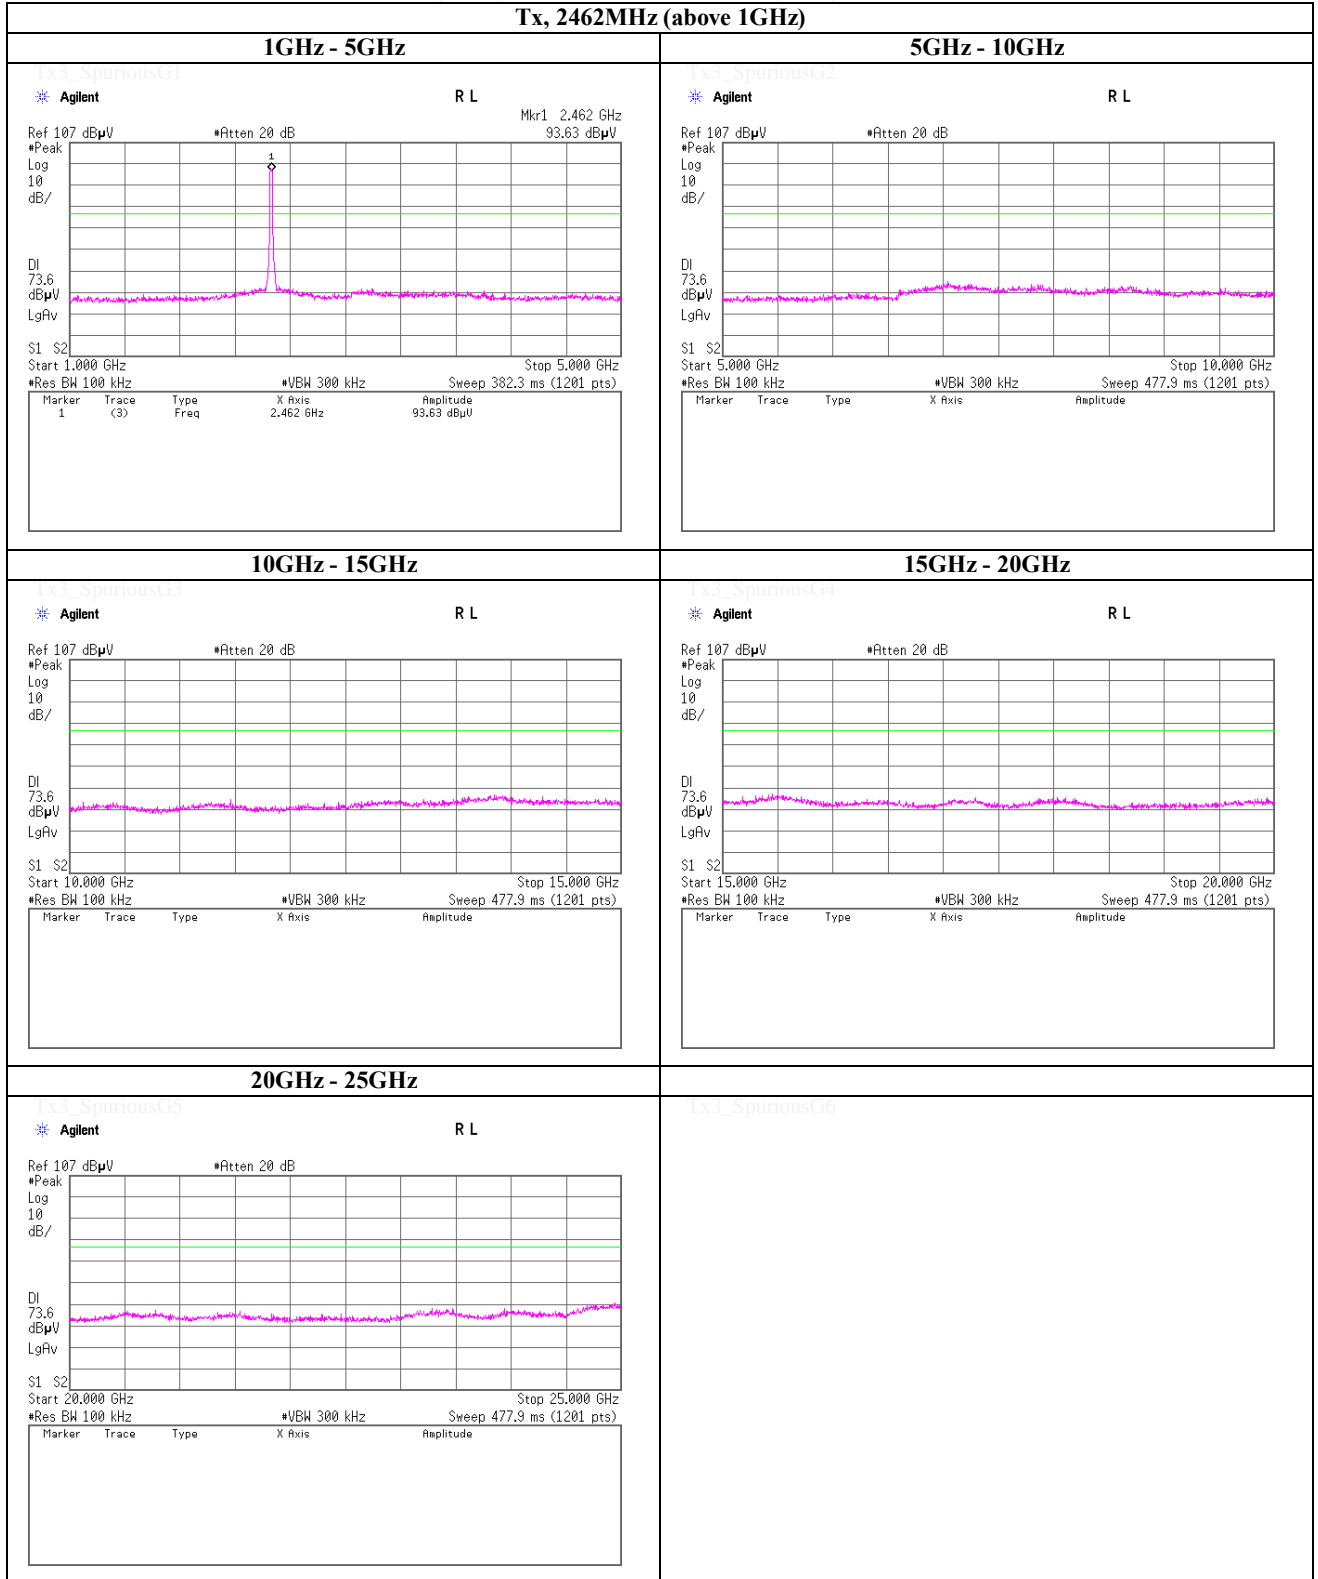 Tx, 2462MHz (above 1GHz)
1GHz - 5GHz
Tx3_SpuriousG1
Agilent
R L
Mkr1 2.462 GHz
Ref 107 dBµV #Atten 20 dB 93.63 dBµV
#Peak
Log
10
dB/
1
DI
73.6
dBµV
LgAv
S1 S2
Start 1.000 GHz Stop 5.000 GHz
#Res BW 100 kHz #VBW 300 kHz Sweep 382.3 ms (1201 pts)
Marker Trace Type X Axis Amplitude
1 (3) Freq 2.462 GHz 93.63 dBµV
5GHz - 10GHz
Tx3_SpuriousG2
Agilent
R L
Ref 107 dBµV #Atten 20 dB
#Peak
Log
10
dB/
DI
73.6
dBµV
LgAv
S1 S2
Start 5.000 GHz Stop 10.000 GHz
#Res BW 100 kHz #VBW 300 kHz Sweep 477.9 ms (1201 pts)
Marker Trace Type X Axis Amplitude
10GHz - 15GHz
Tx3_SpuriousG3
Agilent
R L
Ref 107 dBµV #Atten 20 dB
#Peak
Log
10
dB/
DI
73.6
dBµV
LgAv
S1 S2
Start 10.000 GHz Stop 15.000 GHz
#Res BW 100 kHz #VBW 300 kHz Sweep 477.9 ms (1201 pts)
Marker Trace Type X Axis Amplitude
15GHz - 20GHz
Tx3_SpuriousG4
Agilent
R L
Ref 107 dBµV #Atten 20 dB
#Peak
Log
10
dB/
DI
73.6
dBµV
LgAv
S1 S2
Start 15.000 GHz Stop 20.000 GHz
#Res BW 100 kHz #VBW 300 kHz Sweep 477.9 ms (1201 pts)
Marker Trace Type X Axis Amplitude
20GHz - 25GHz
Tx3_SpuriousG5
Agilent
R L
Ref 107 dBµV #Atten 20 dB
#Peak
Log
10
dB/
DI
73.6
dBµV
LgAv
S1 S2
Start 20.000 GHz Stop 25.000 GHz
#Res BW 100 kHz #VBW 300 kHz Sweep 477.9 ms (1201 pts)
Marker Trace Type X Axis Amplitude
Tx3_SpuriousG6